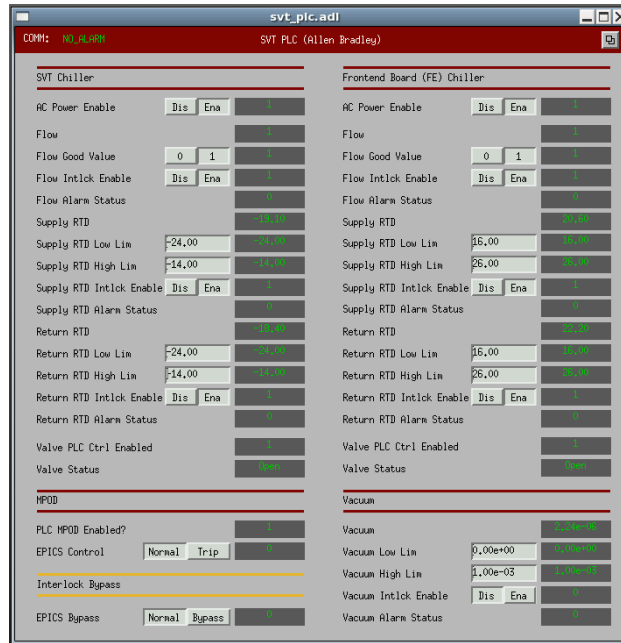 svt_plc.adl
COMM: NO_ALARM SVT PLC (Allen Bradley)
SVT Chiller
AC Power Enable Dis Ena 1
Flow 1
Flow Good Value 0 1 1
Flow Intlck Enable Dis Ena 1
Flow Alarm Status 0
Supply RTD -19.10
Supply RTD Low Lim -24.00 -24.00
Supply RTD High Lim -14.00 -14.00
Supply RTD Intlck Enable Dis Ena 1
Supply RTD Alarm Status 0
Return RTD -18.40
Return RTD Low Lim -24.00 -24.00
Return RTD High Lim -14.00 -14.00
Return RTD Intlck Enable Dis Ena 1
Return RTD Alarm Status 0
Valve PLC Ctrl Enabled 1
Valve Status Open
MPOD
PLC MPOD Enabled? 1
EPICS Control Normal Trip 0
Interlock Bypass
EPICS Bypass Normal Bypass 0
Frontend Board (FE) Chiller
AC Power Enable Dis Ena 1
Flow 1
Flow Good Value 0 1 1
Flow Intlck Enable Dis Ena 1
Flow Alarm Status 0
Supply RTD 20.60
Supply RTD Low Lim 16.00 16.00
Supply RTD High Lim 26.00 26.00
Supply RTD Intlck Enable Dis Ena 1
Supply RTD Alarm Status 0
Return RTD 22.20
Return RTD Low Lim 16.00 16.00
Return RTD High Lim 26.00 26.00
Return RTD Intlck Enable Dis Ena 1
Return RTD Alarm Status 0
Valve PLC Ctrl Enabled 1
Valve Status Open
Vacuum
Vacuum 2.24e-06
Vacuum Low Lim 0.00e+00 0.00e+00
Vacuum High Lim 1.00e-03 1.00e-03
Vacuum Intlck Enable Dis Ena 0
Vacuum Alarm Status 0